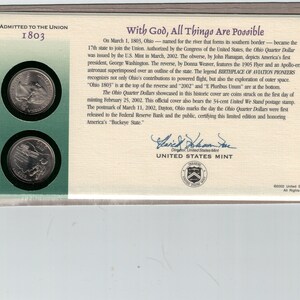 ADMITTED TO THE UNION
1803
With God, All Things Are Possible
On March 1, 1803, Ohio — named for the river that forms its southern border — became the
17th state to join the Union. Authorized by the Congress of the United States, the Ohio Quarter Dollar
was issued by the U.S. Mint in March, 2002. The obverse, by John Flanagan, depicts America's first
president, George Washington. The reverse, by Donna Weaver, features the 1905 Flyer and an Apollo-era
astronaut superimposed over an outline of the state. The legend BIRTHPLACE OF AVIATION PIONEERS
recognizes not only Ohio's contributions to powered flight, but also the exploration of outer space.
"Ohio 1803" is at the top of the reverse and "2002" and "E Pluribus Unum" are at the bottom.
The Ohio Quarter Dollars showcased in this historic cover are coins struck on the first day of
minting February 25, 2002. This official cover also bears the 34-cent United We Stand postage stamp.
The postmark of March 11, 2002, Dayton, Ohio marks the day the Ohio Quarter Dollars were first released to
the Federal Reserve Bank and the public, certifying this limited edition and honoring
America's "Buckeye State."
Director, United States Mint
UNITED STATES MINT